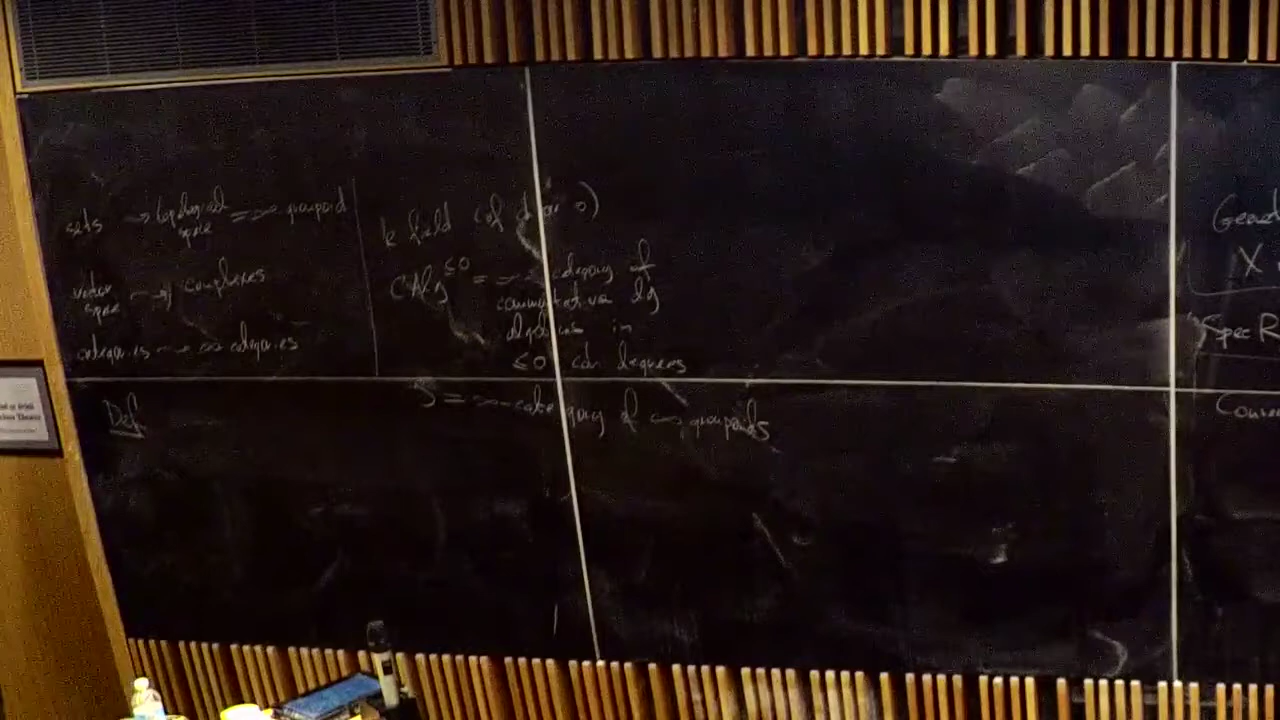 sets → topological space = ∞ groupoid
vector space ⟿ complexes
categories ⟿ ∞ categories
k field (of char 0)
CAlg^≤0 = ∞-category of
commutative dg
algebras in
≤0 coh degrees
Def
S = ∞-category of ∞ groupoids
X
Spec R